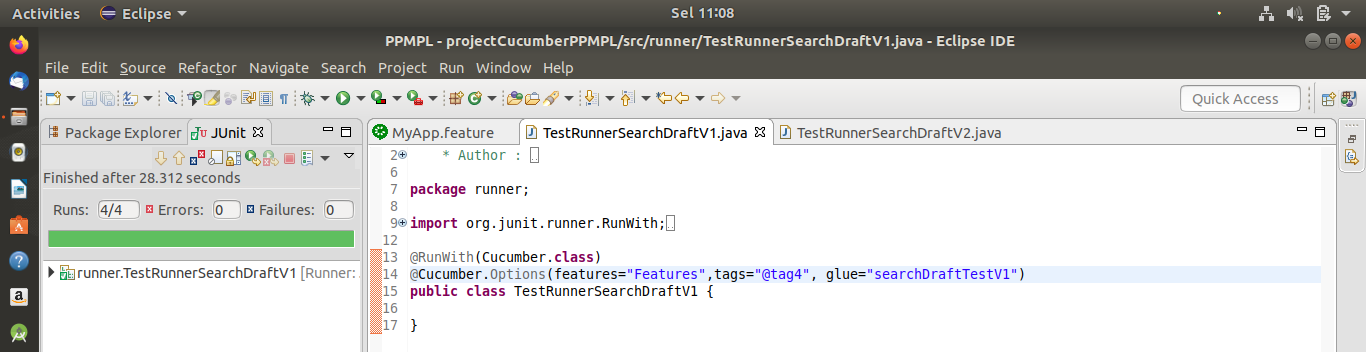 Activities Eclipse Sel 11:08
PPMPL - projectCucumberPPMPL/src/runner/TestRunnerSearchDraftV1.java - Eclipse IDE
File Edit Source Refactor Navigate Search Project Run Window Help
Quick Access
Package Explorer JUnit
MyApp.feature TestRunnerSearchDraftV1.java TestRunnerSearchDraftV2.java
Finished after 28.312 seconds
Runs: 4/4 Errors: 0 Failures: 0
runner.TestRunnerSearchDraftV1 [Runner:
2 * Author :
6
7 package runner;
8
9 import org.junit.runner.RunWith;
12
13 @RunWith(Cucumber.class)
14 @Cucumber.Options(features="Features",tags="@tag4", glue="searchDraftTestV1")
15 public class TestRunnerSearchDraftV1 {
16
17 }